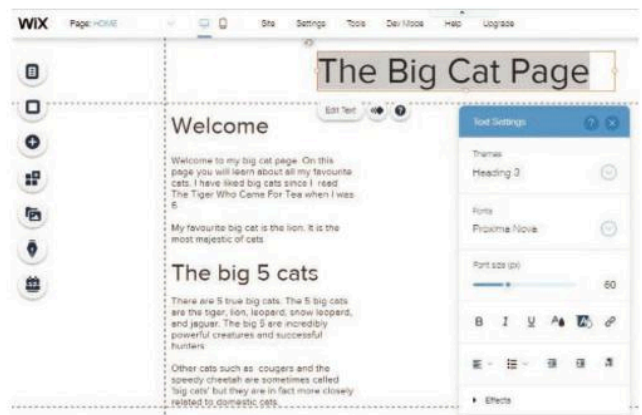 WiX Page: HOME Site Settings Tools Dev Mode Help Upgrade
The Big Cat Page
Edit Text
Welcome
Welcome to my big cat page. On this
page you will learn about all my favourite
cats. I have liked big cats since I read
The Tiger Who Came For Tea when I was
6.
My favourite big cat is the lion. It is the
most majestic of cats
The big 5 cats
There are 5 true big cats. The 5 big cats
are the tiger, lion, leopard, snow leopard,
and jaguar. The big 5 are incredibly
powerful creatures and successful
hunters
Other cats such as cougers and the
speedy cheetah are sometimes called
'big cats' but they are in fact more closely
related to domestic cats.
Text Settings
Themes
Heading 3
Fonts
Proxima Nova
Font size (px)
60
B I U
Effects